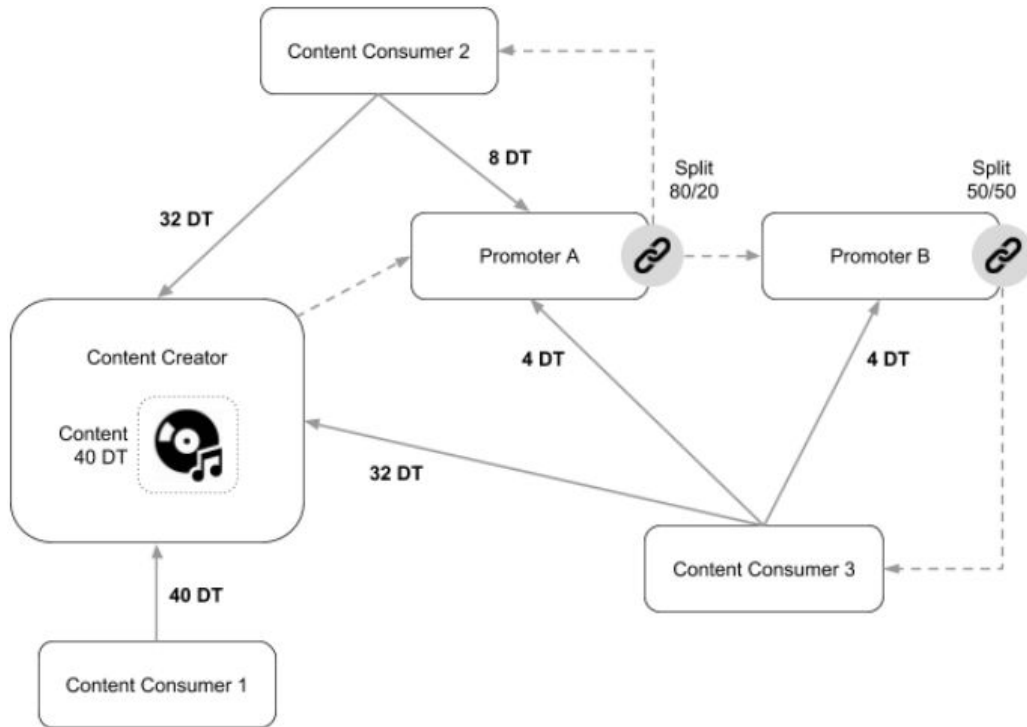 Content Consumer 2
8 DT
Split
80/20
Split
50/50
32 DT
Promoter A
Promoter B
Content Creator
4 DT
4 DT
Content
40 DT
32 DT
Content Consumer 3
40 DT
Content Consumer 1